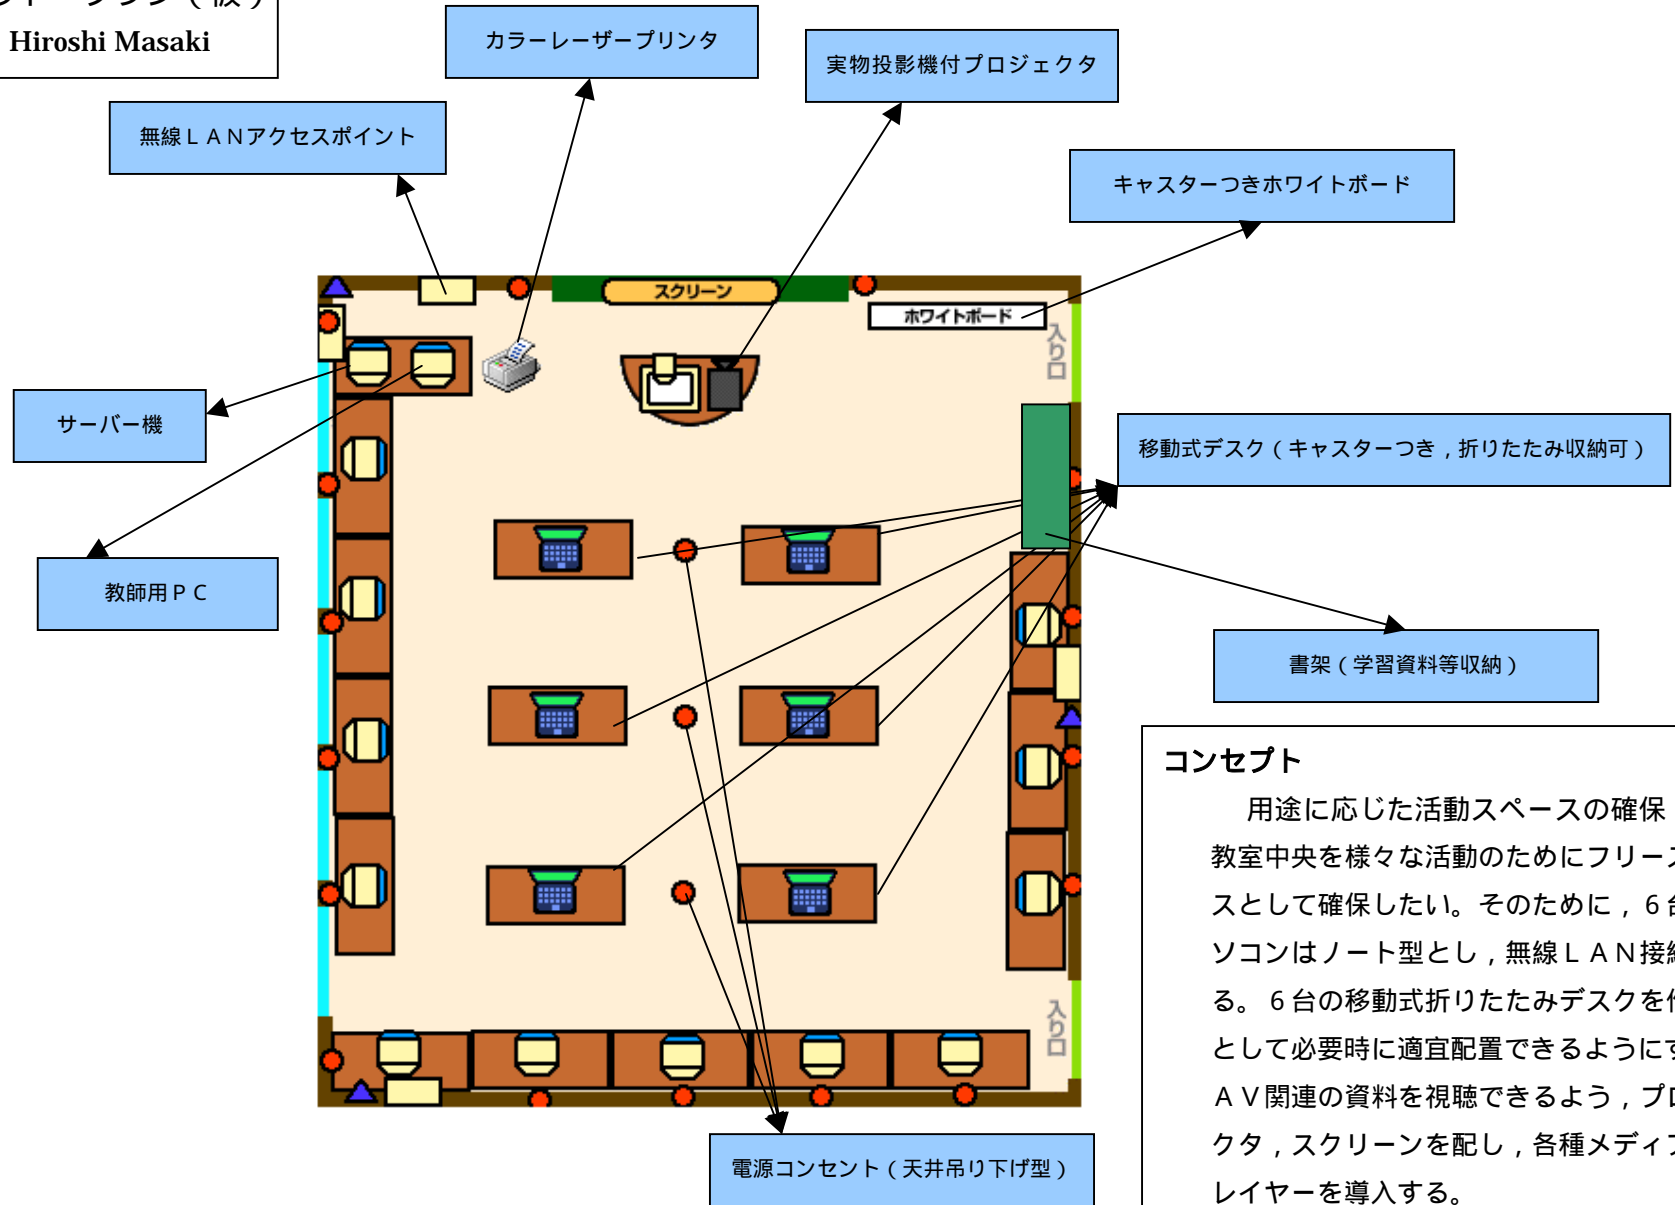 Hiroshi Masaki
カラーレーザープリンタ
実物投影機付プロジェクタ
無線ＬＡＮアクセスポイント
キャスターつきホワイトボード
スクリーン
ホワイトボード
入り口
サーバー機
移動式デスク（キャスターつき，折りたたみ収納可）
教師用ＰＣ
書架（学習資料等収納）
コンセプト
用途に応じた活動スペースの確保
教室中央を様々な活動のためにフリース
スとして確保したい。そのために，６台
ソコンはノート型とし，無線ＬＡＮ接続
る。６台の移動式折りたたみデスクを作
として必要時に適宜配置できるようにす
ＡＶ関連の資料を視聴できるよう，プロ
クタ，スクリーンを配し，各種メディア
レイヤーを導入する。
入り口
電源コンセント（天井吊り下げ型）